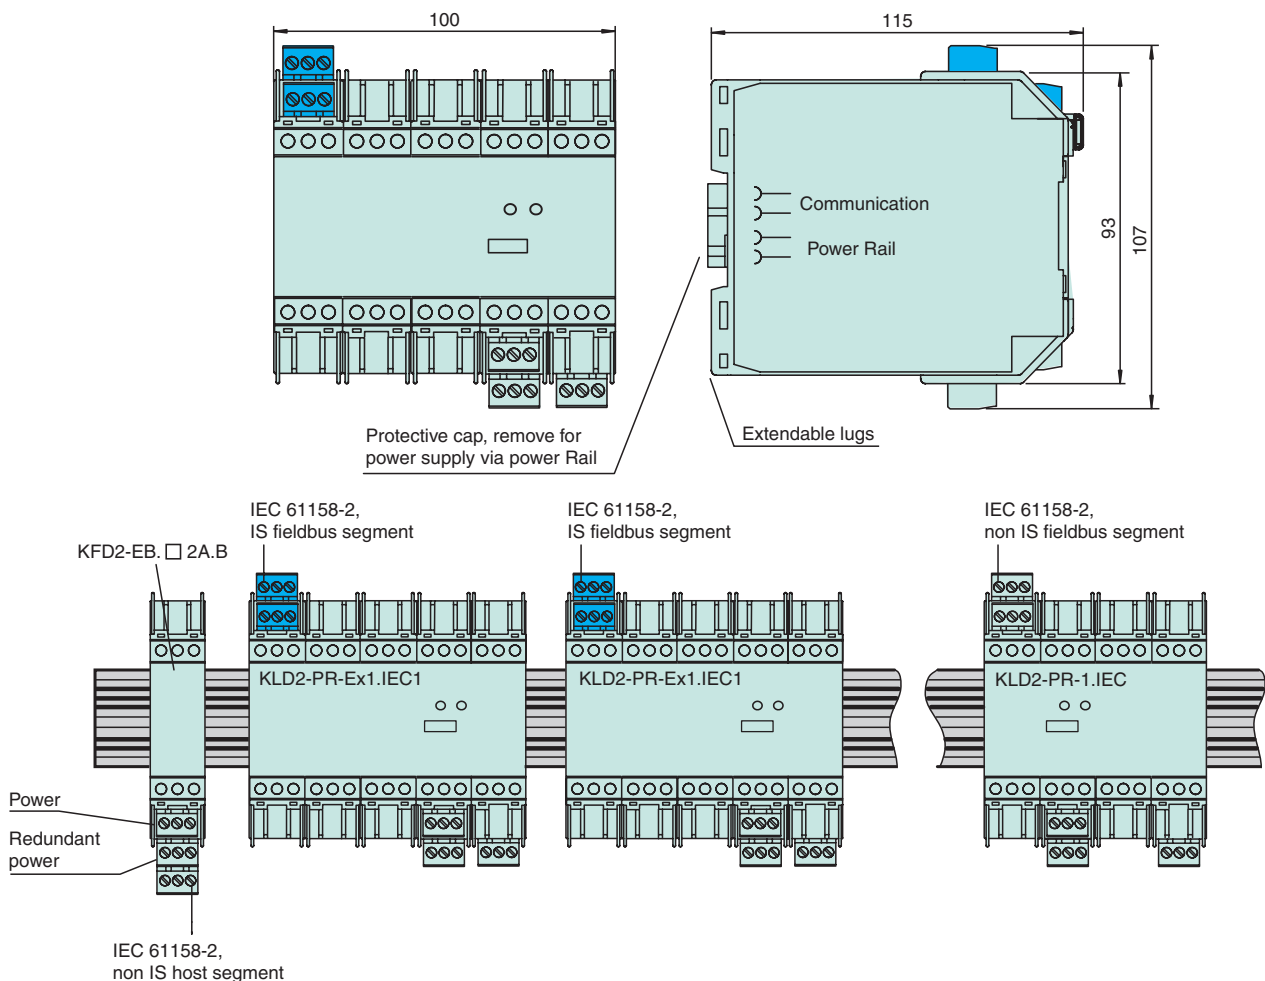 100
115
93
107
Communication
Power Rail
Protective cap, remove for
power supply via power Rail
Extendable lugs
IEC 61158-2,
IS fieldbus segment
IEC 61158-2,
IS fieldbus segment
IEC 61158-2,
non IS fieldbus segment
KFD2-EB. □ 2A.B
KLD2-PR-Ex1.IEC1
KLD2-PR-Ex1.IEC1
KLD2-PR-1.IEC
Power
Redundant
power
IEC 61158-2,
non IS host segment